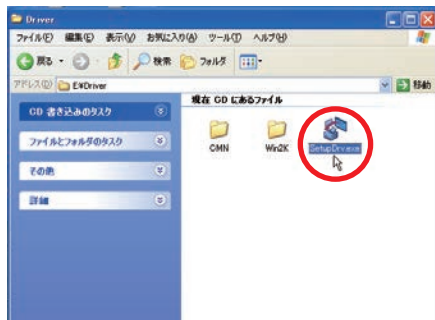 Driver
ファイル(F) 編集(E) 表示(V) お気に入り(A) ツール(T) ヘルプ(H)
戻る 検索 フォルダ
アドレス(D) E:¥Driver 移動
現在 CD にあるファイル
CD 書き込みのタスク
ファイルとフォルダのタスク
その他
詳細
CMN Win2K SetupDrv.exe